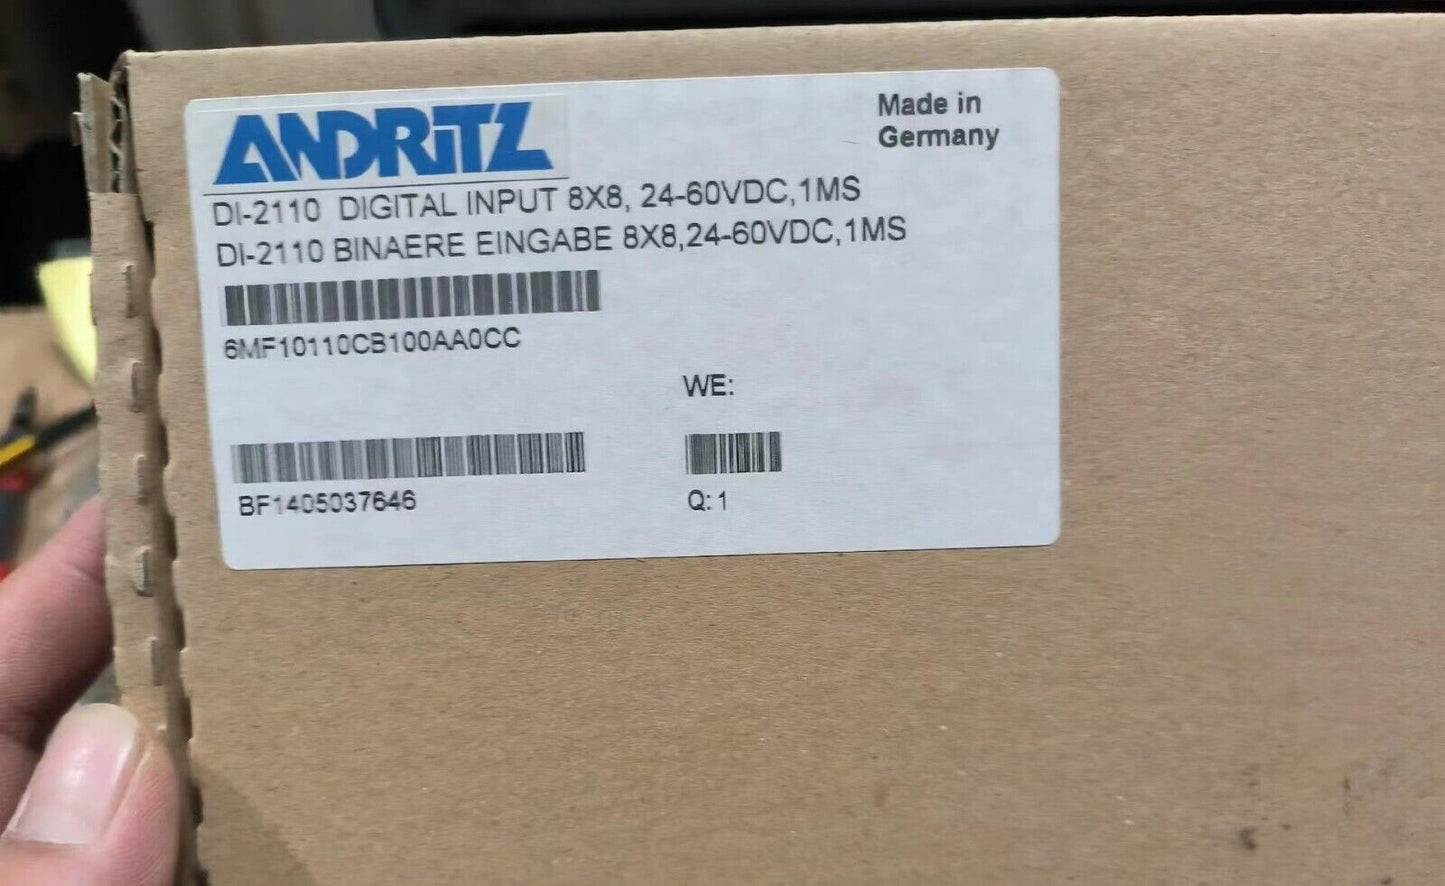 ANDRITZ
Made in
Germany
DI-2110 DIGITAL INPUT 8X8, 24-60VDC,1MS
DI-2110 BINAERE EINGABE 8X8,24-60VDC,1MS
6MF10110CB100AA0CC
WE:
BF1405037646
Q: 1